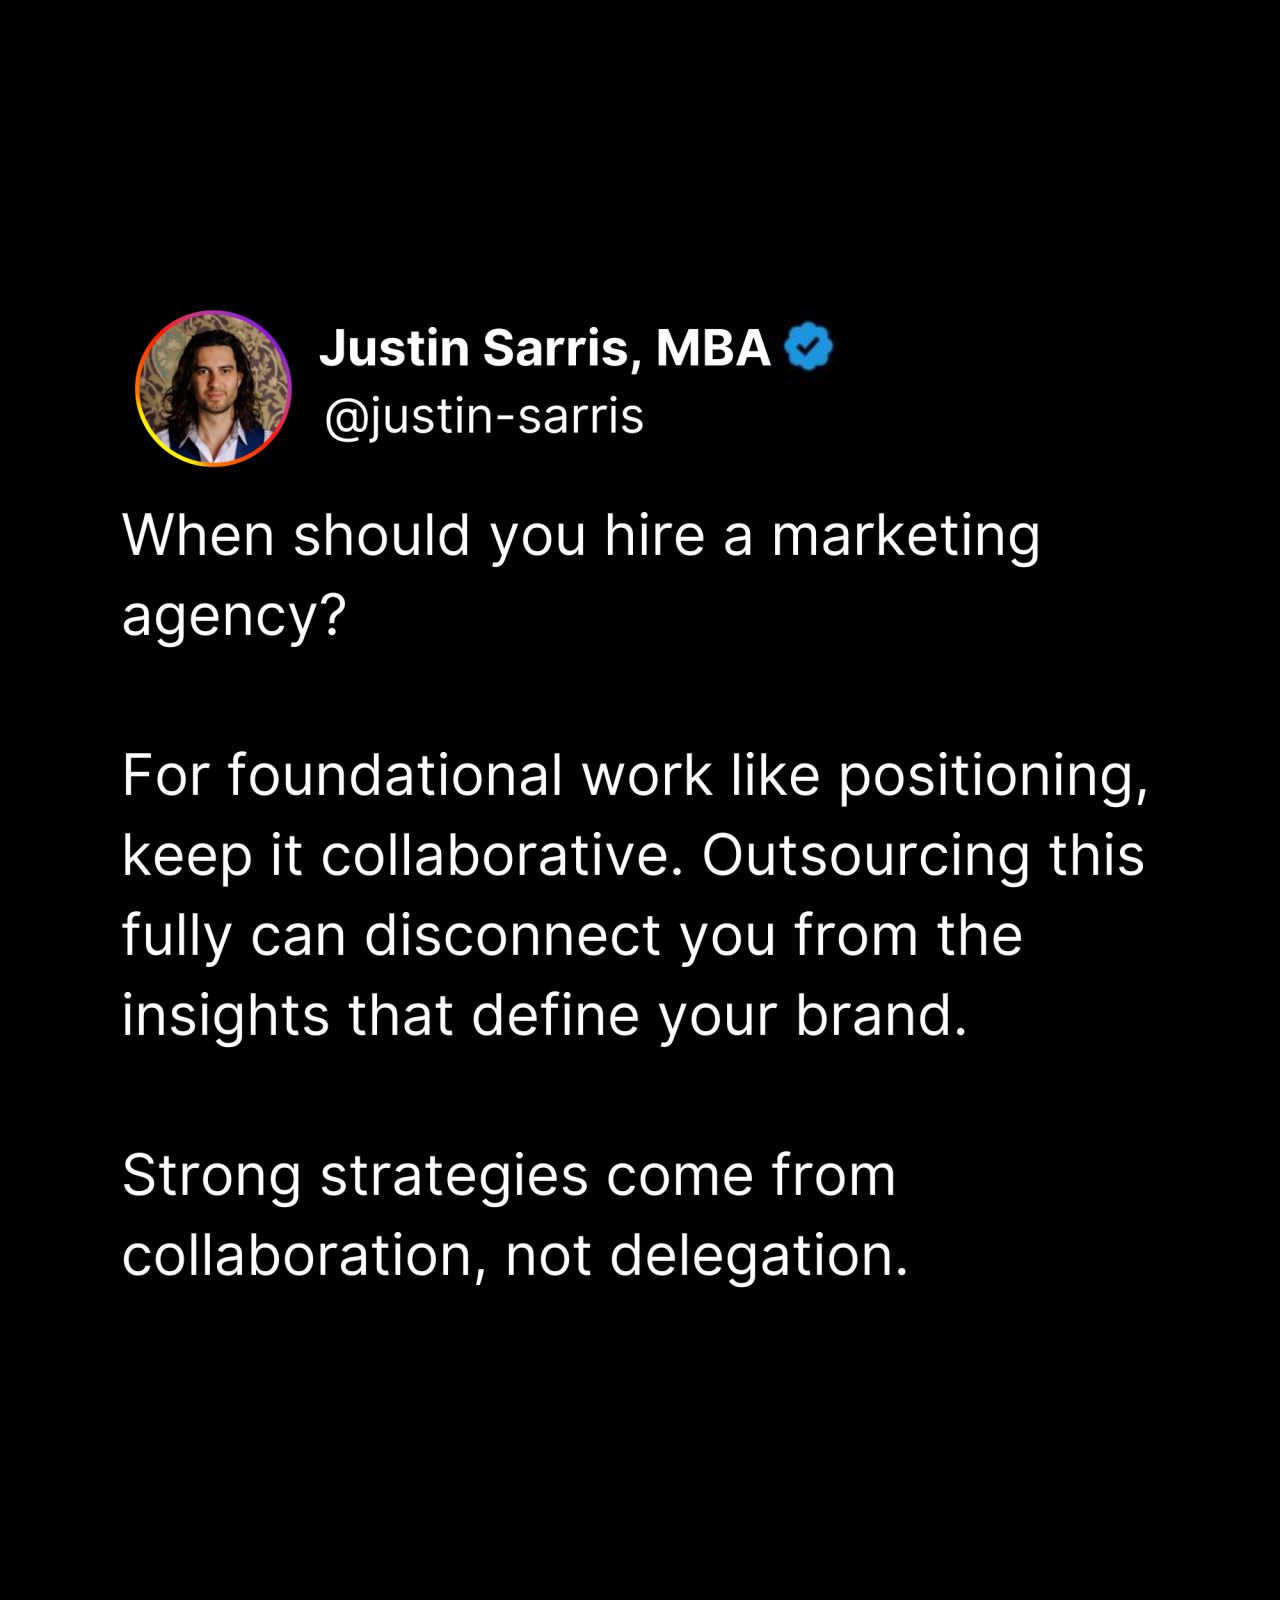 Justin Sarris, MBA
@justin-sarris
When should you hire a marketing
agency?
For foundational work like positioning,
keep it collaborative. Outsourcing this
fully can disconnect you from the
insights that define your brand.
Strong strategies come from
collaboration, not delegation.